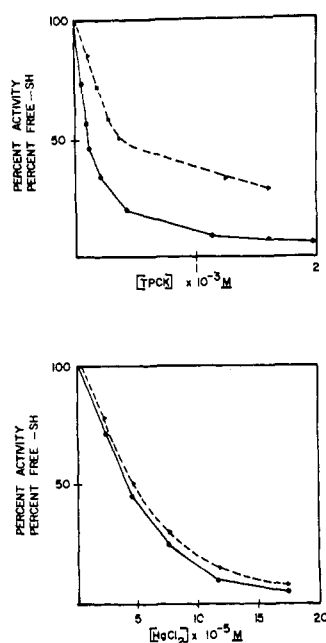 100
50
PERCENT ACTIVITY
PERCENT FREE--SH
1
2
[TPCK] x 10-3 M
100
50
PERCENT ACTIVITY
PERCENT FREE -SH
5
10
15
20
[HgCl2] x 10-5 M